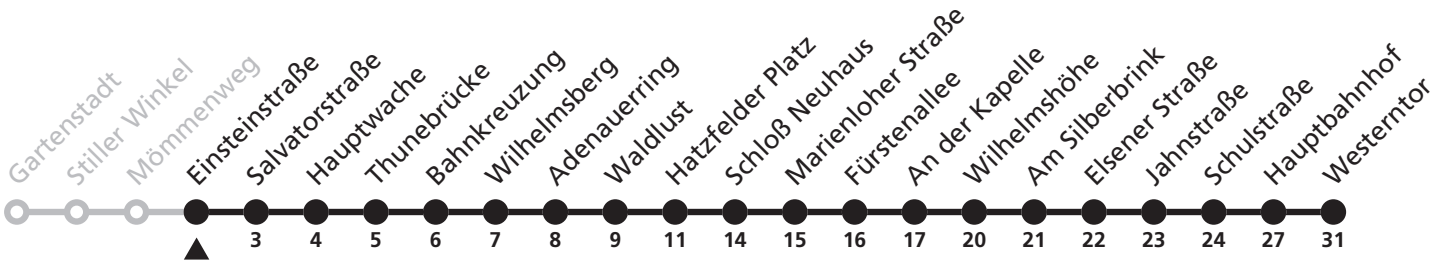 Gartenstadt
Stiller Winkel
Mömmenweg
Einsteinstraße
Salvatorstraße
Hauptwache
Thunebrücke
Bahnkreuzung
Wilhelmsberg
Adenauerring
Waldlust
Hatzfelder Platz
Schloß Neuhaus
Marienloher Straße
Fürstenallee
An der Kapelle
Wilhelmshöhe
Am Silberbrink
Elsener Straße
Jahnstraße
Schulstraße
Hauptbahnhof
Westerntor
3 4 5 6 7 8 9 11 14 15 16 17 20 21 22 23 24 27 31